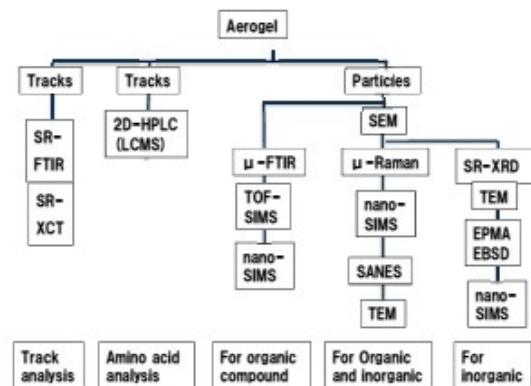 Aerogel
Tracks
Tracks
Particles
SR-
FTIR
SR-
XCT
2D-HPLC
(LCMS)
SEM
μ-FTIR
TOF-
SIMS
nano-
SIMS
μ-Raman
nano-
SIMS
SANES
TEM
SR-XRD
TEM
EPMA
EBSD
nano-
SIMS
Track
analysis
Amino acid
analysis
For organic
compound
For Organic
and inorganic
For
inorganic